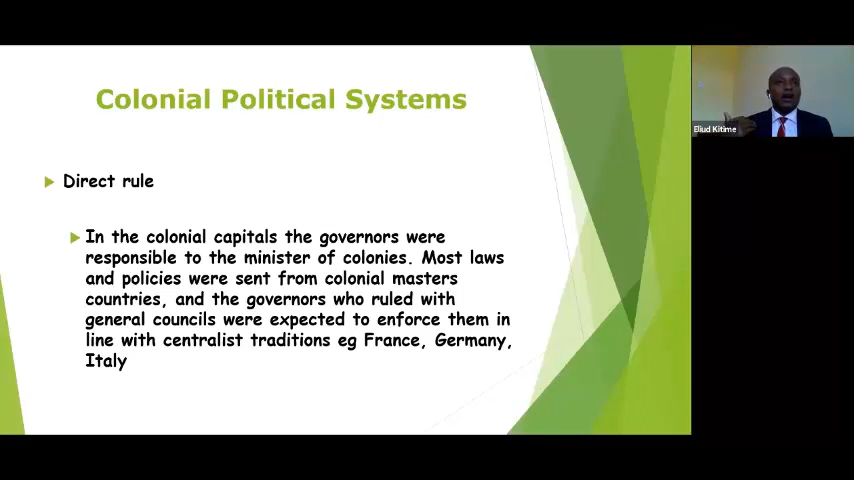 Colonial Political Systems
Direct rule
In the colonial capitals the governors were
responsible to the minister of colonies. Most laws
and policies were sent from colonial masters
countries, and the governors who ruled with
general councils were expected to enforce them in
line with centralist traditions eg France, Germany,
Italy
Eliud Kitime